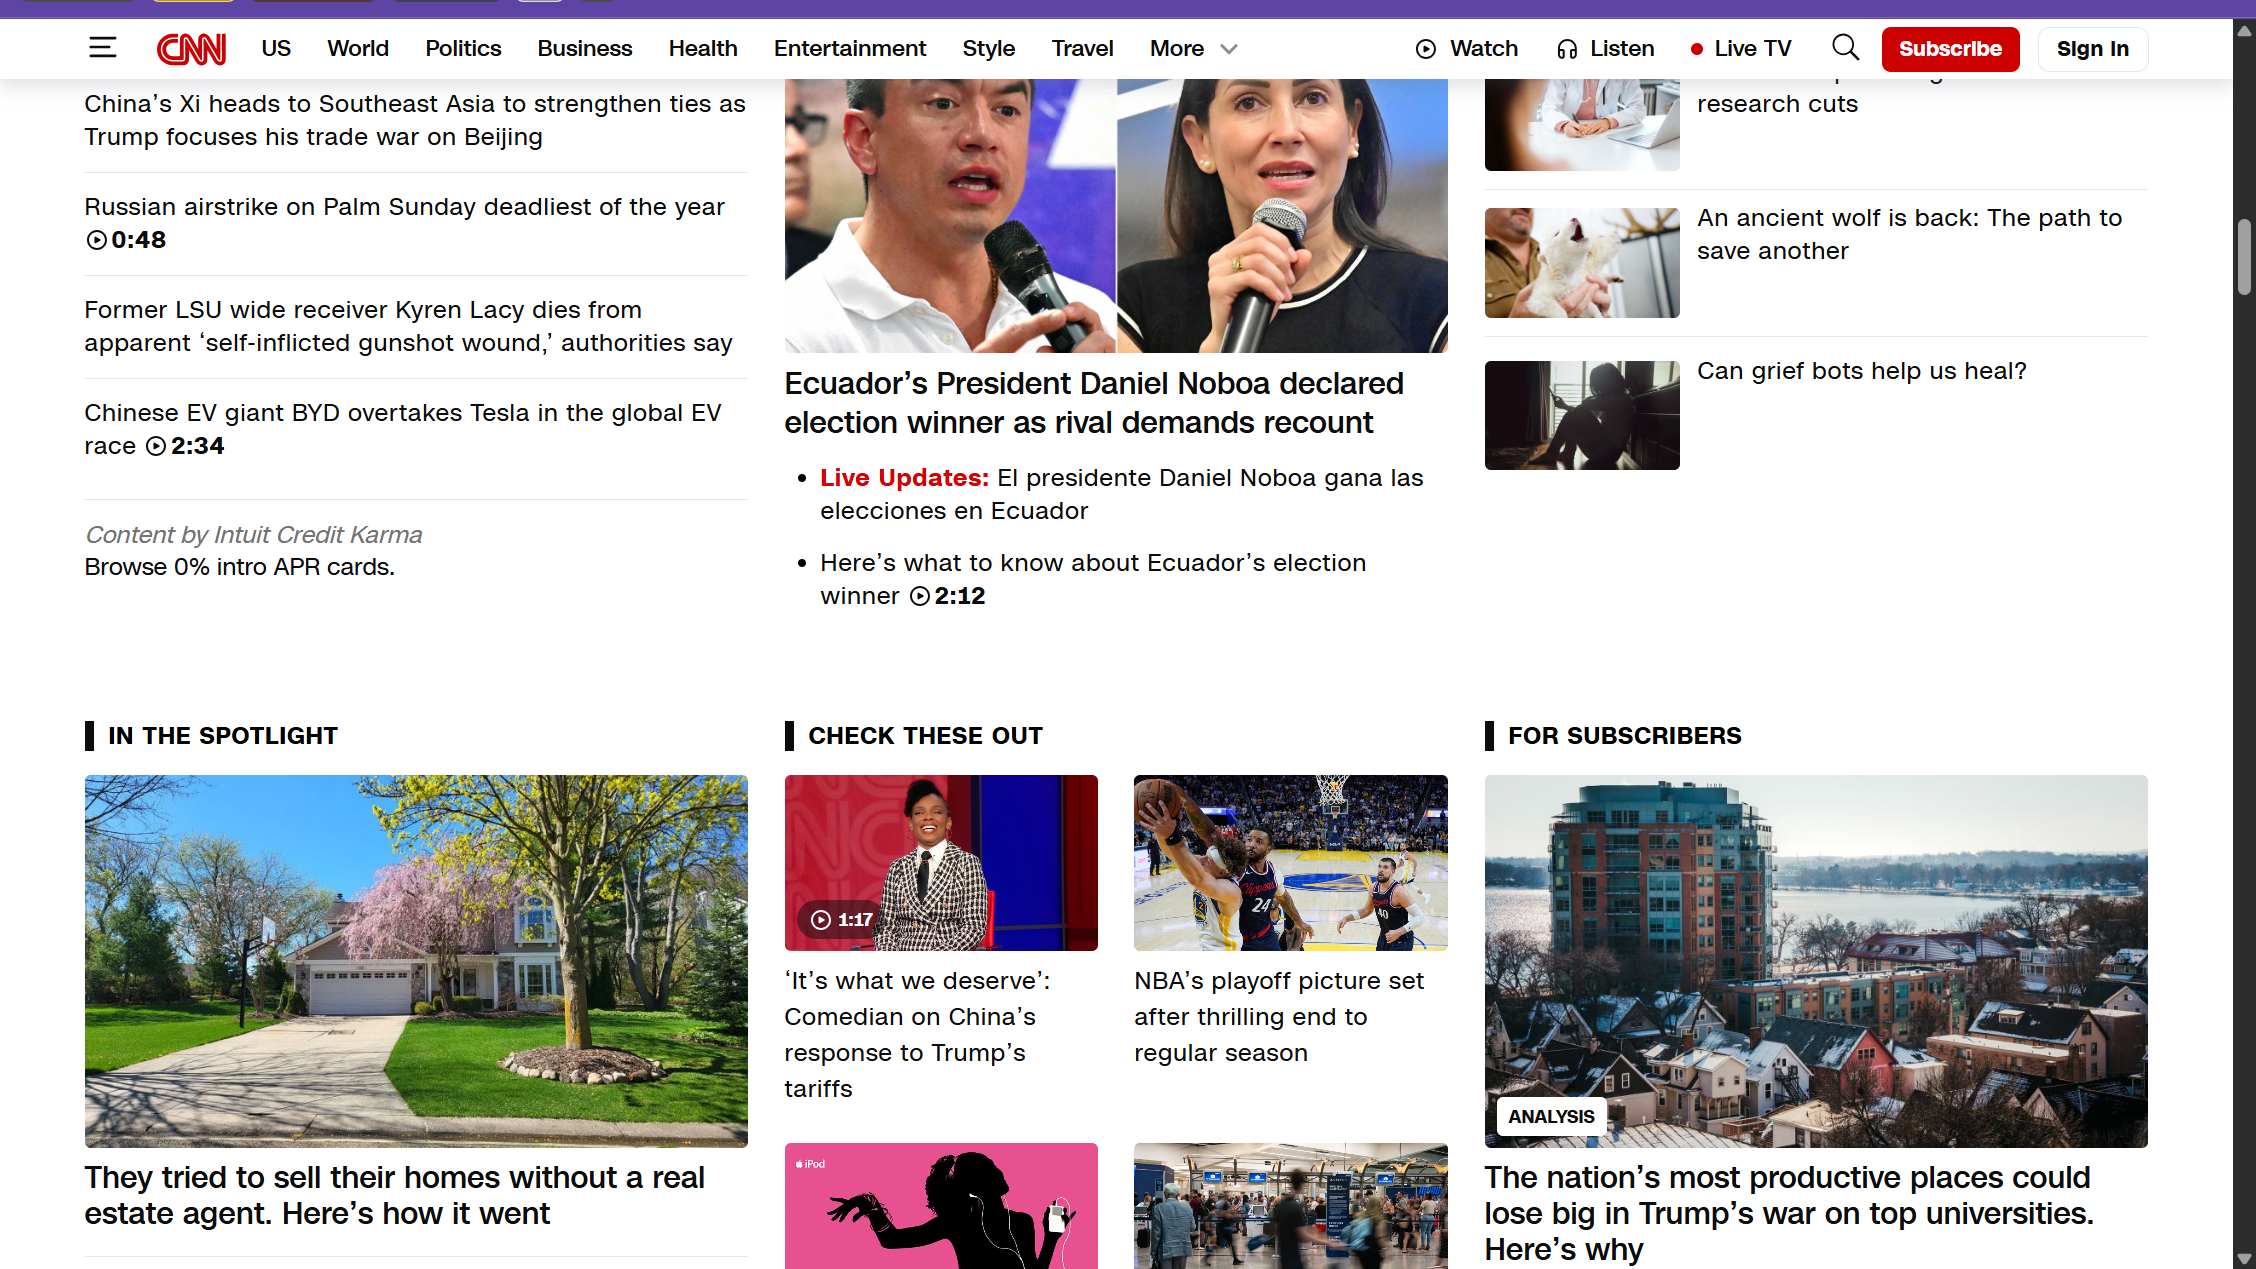 CNN
US
World
Politics
Business
Health
Entertainment
Style
Travel
More
Watch
Listen
Live TV
Subscribe
Sign in
China’s Xi heads to Southeast Asia to strengthen ties as
Trump focuses his trade war on Beijing
Russian airstrike on Palm Sunday deadliest of the year
0:48
Former LSU wide receiver Kyren Lacy dies from
apparent ‘self-inflicted gunshot wound,’ authorities say
Chinese EV giant BYD overtakes Tesla in the global EV
race 2:34
Content by Intuit Credit Karma
Browse 0% intro APR cards.
Ecuador’s President Daniel Noboa declared
election winner as rival demands recount
Live Updates: El presidente Daniel Noboa gana las
elecciones en Ecuador
Here’s what to know about Ecuador’s election
winner 2:12
research cuts
An ancient wolf is back: The path to
save another
Can grief bots help us heal?
IN THE SPOTLIGHT
They tried to sell their homes without a real
estate agent. Here’s how it went
CHECK THESE OUT
1:17
‘It’s what we deserve’:
Comedian on China’s
response to Trump’s
tariffs
Clippers
24
40
NBA’s playoff picture set
after thrilling end to
regular season
iPod
FOR SUBSCRIBERS
ANALYSIS
The nation’s most productive places could
lose big in Trump’s war on top universities.
Here’s why